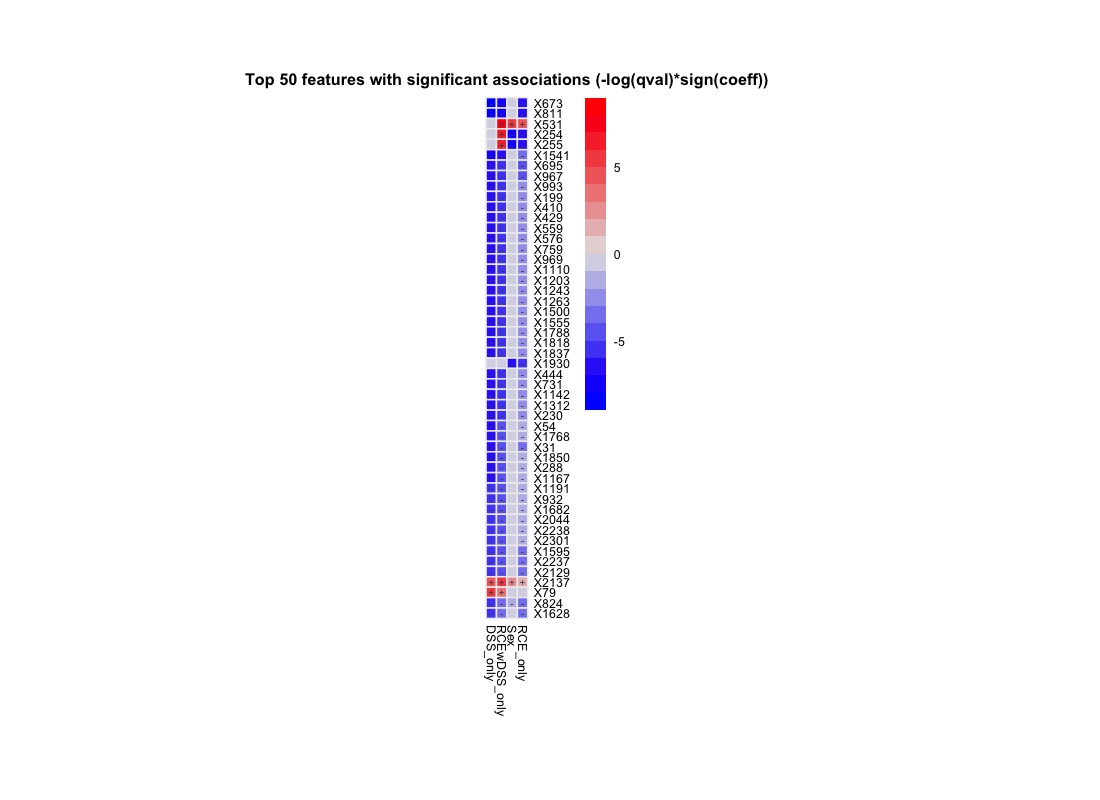 Top 50 features with significant associations (-log(qval)*sign(coeff))
X673
X811
X531
X254
X255
X1541
X695
X967
X993
X199
X410
X429
X559
X576
X759
X969
X1110
X1203
X1243
X1263
X1500
X1555
X1788
X1818
X1837
X1930
X444
X731
X1142
X1312
X230
X54
X1768
X31
X1850
X288
X1167
X1191
X932
X1682
X2044
X2238
X2301
X1595
X2237
X2129
X2137
X79
X824
X1628
5
0
-5
DSS_only
RCEwDSS_only
Sex
RCE_only